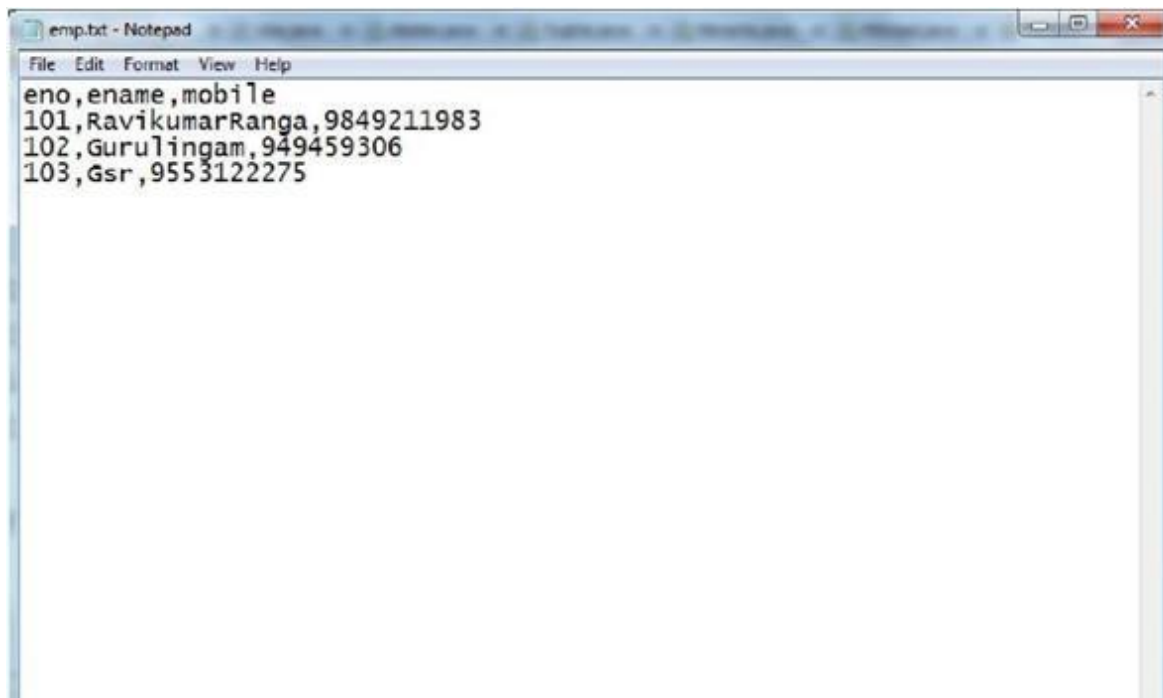 emp.txt - Notepad
File Edit Format View Help
eno,ename,mobile
101,RavikumarRanga,9849211983
102,Gurulingam,949459306
103,Gsr,9553122275